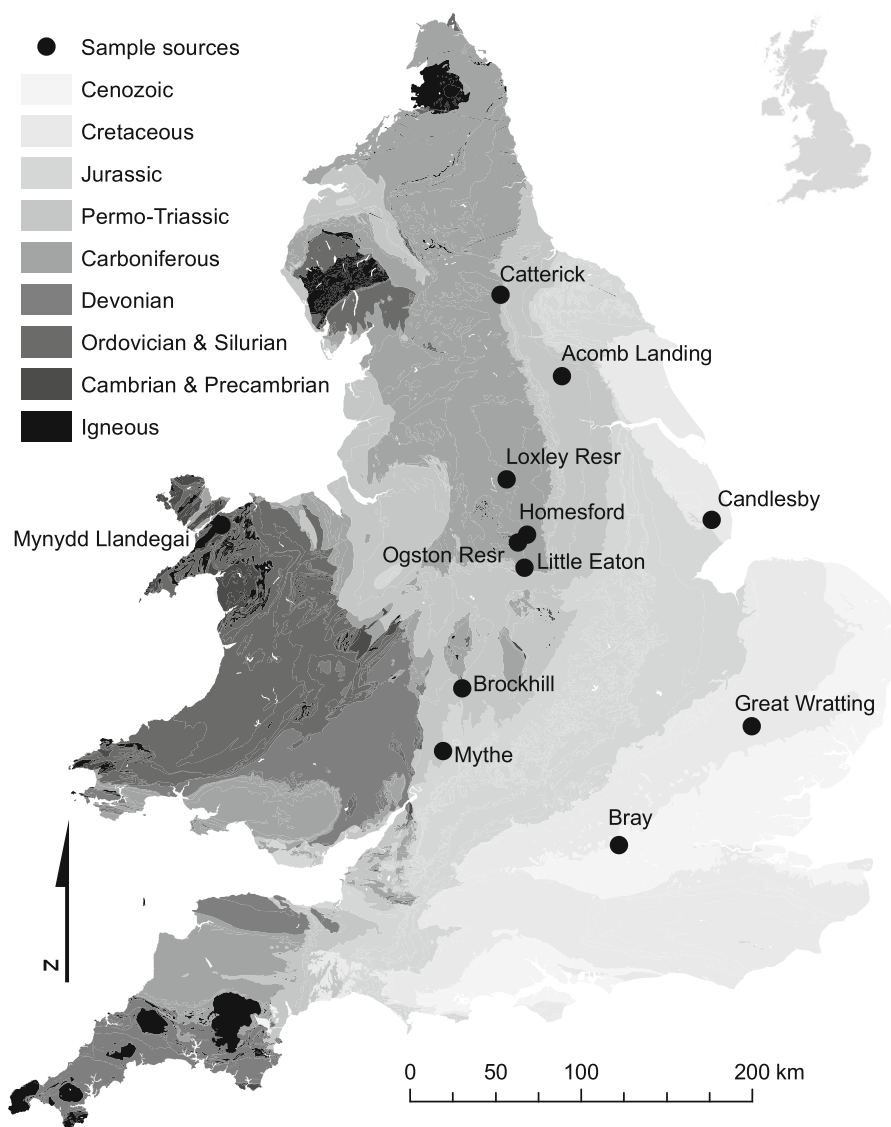 Sample sources
Cenozoic
Cretaceous
Jurassic
Permo-Triassic
Carboniferous
Devonian
Ordovician & Silurian
Cambrian & Precambrian
Igneous
Catterick
Acomb Landing
Loxley Resr
Candlesby
Homesford
Mynydd Llandegai
Ogston Resr
Little Eaton
Brockhill
Great Wratting
Mythe
Bray
N
0 50 100 200 km